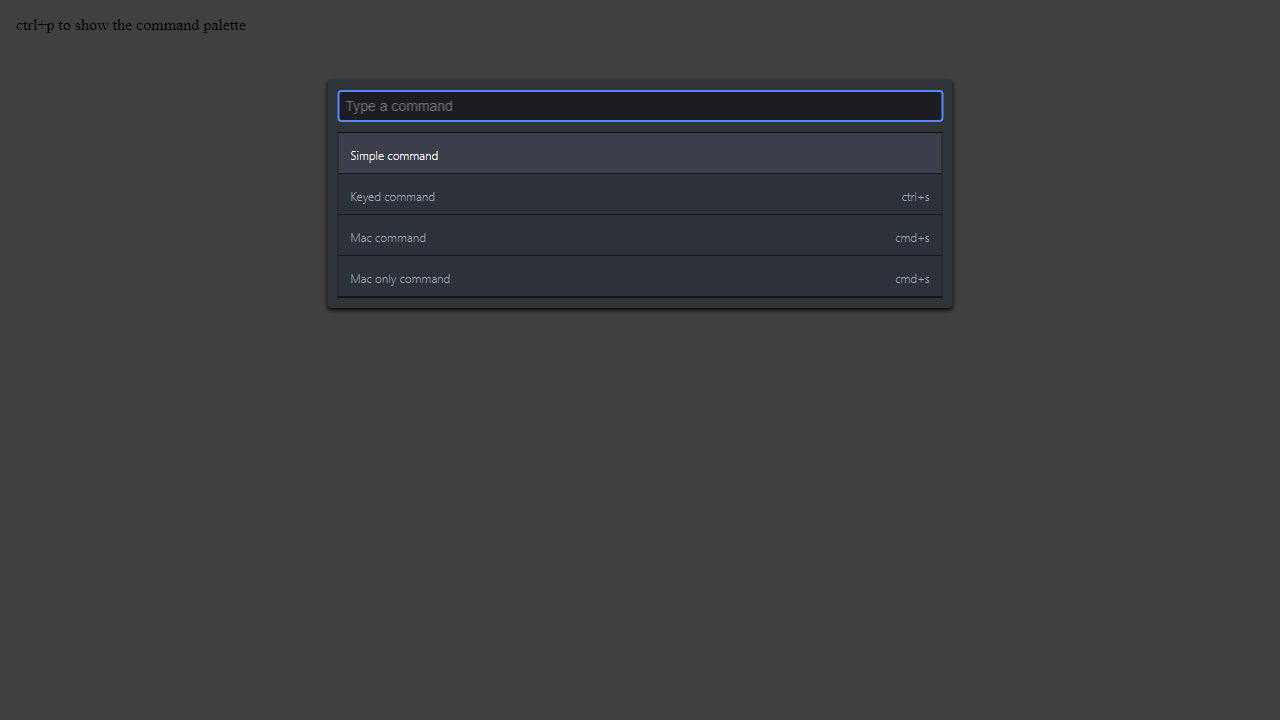 ctrl+p to show the command palette
Type a command
Simple command
Keyed command ctrl+s
Mac command cmd+s
Mac only command cmd+s